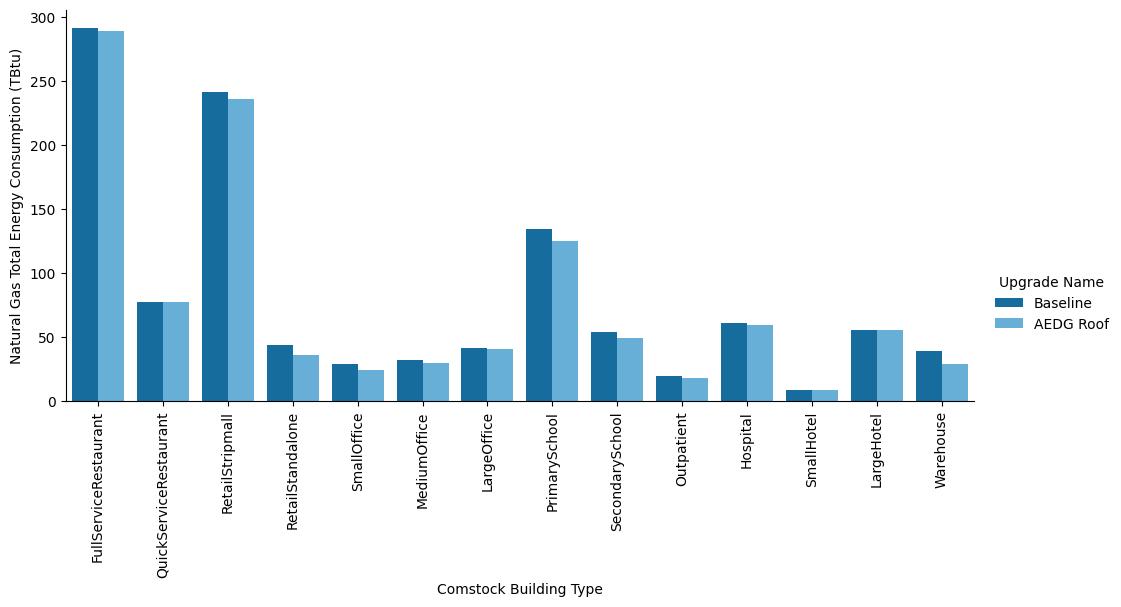 Natural Gas Total Energy Consumption (TBtu)
300
250
200
150
100
50
0
FullServiceRestaurant
QuickServiceRestaurant
RetailStripmall
RetailStandalone
SmallOffice
MediumOffice
LargeOffice
PrimarySchool
SecondarySchool
Outpatient
Hospital
SmallHotel
LargeHotel
Warehouse
Comstock Building Type
Upgrade Name
Baseline
AEDG Roof